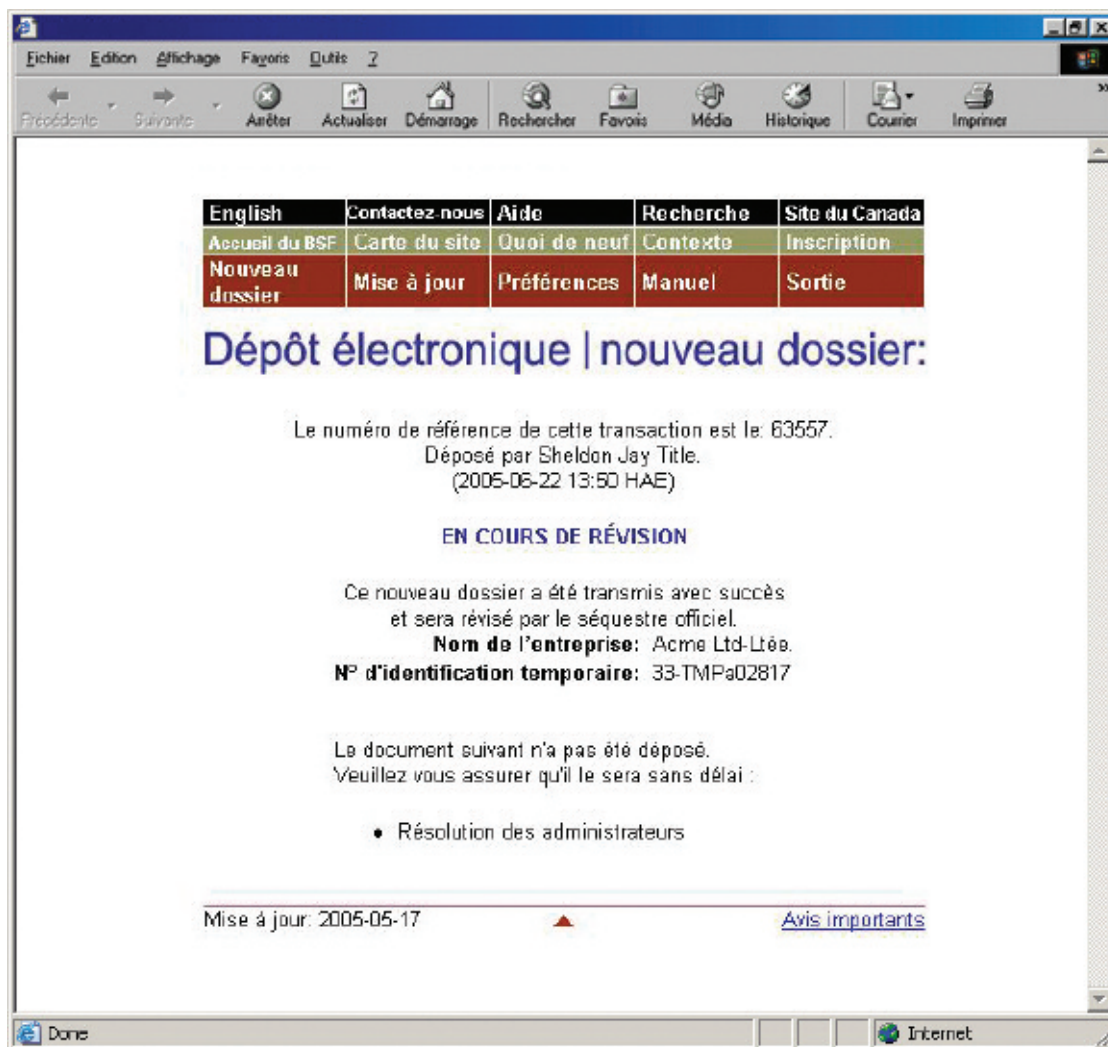 Fichier Edition Affichage Favoris Outils ?
Précédente Suivante Arrêter Actualiser Démarrage Rechercher Favoris Média Historique Courrier Imprimer »
English Contactez-nous Aide Recherche Site du Canada
Accueil du BSF Carte du site Quoi de neuf Contexte Inscription
Nouveau dossier Mise à jour Préférences Manuel Sortie
Dépôt électronique | nouveau dossier:
Le numéro de référence de cette transaction est le: 63557.
Déposé par Sheldon Jay Title.
(2005-06-22 13:50 HAE)
EN COURS DE RÉVISION
Ce nouveau dossier a été transmis avec succès
et sera révisé par le séquestre officiel.
Nom de l'entreprise: Acme Ltd-Ltée.
Nº d'identification temporaire: 33-TMPa02817
Le document suivant n'a pas été déposé.
Veuillez vous assurer qu'il le sera sans délai :
• Résolution des administrateurs
Mise à jour: 2005-05-17 Avis importants
Done Internet